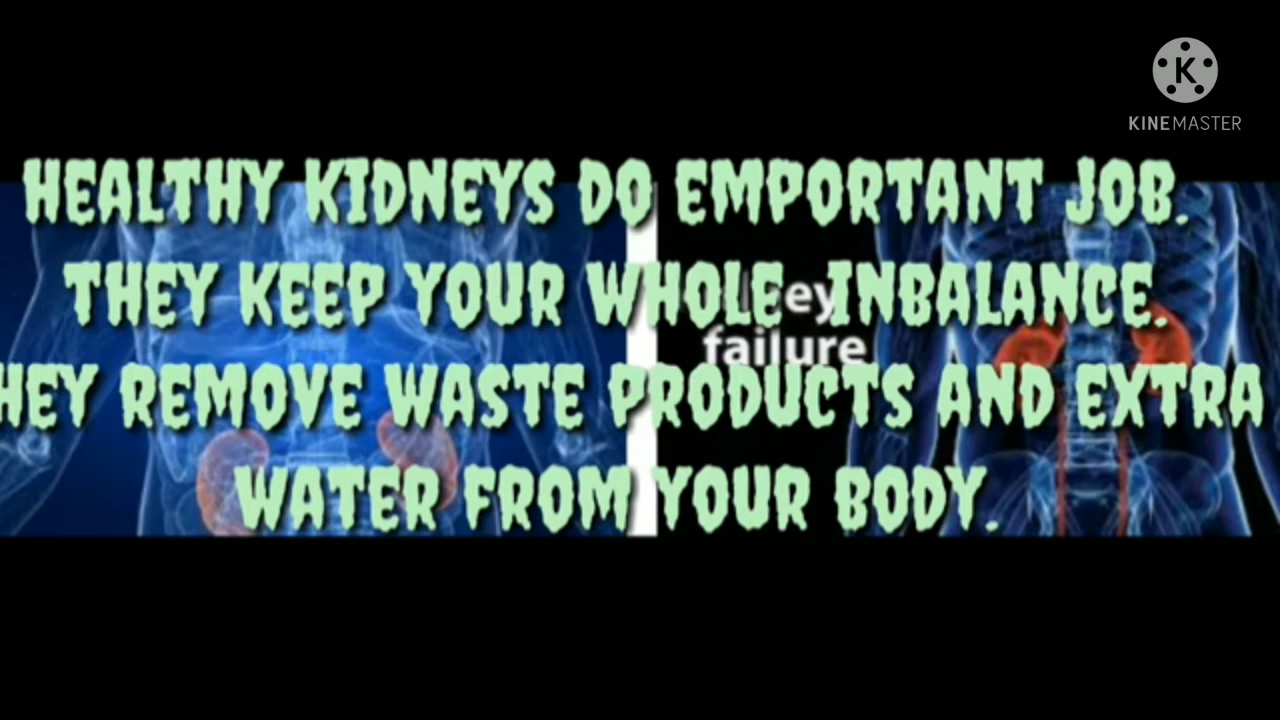 KINEMASTER
HEALTHY KIDNEYS DO EMPORTANT JOB.
THEY KEEP YOUR WHOLE INBALANCE.
HEY REMOVE WASTE PRODUCTS AND EXTRA
WATER FROM YOUR BODY.
failure